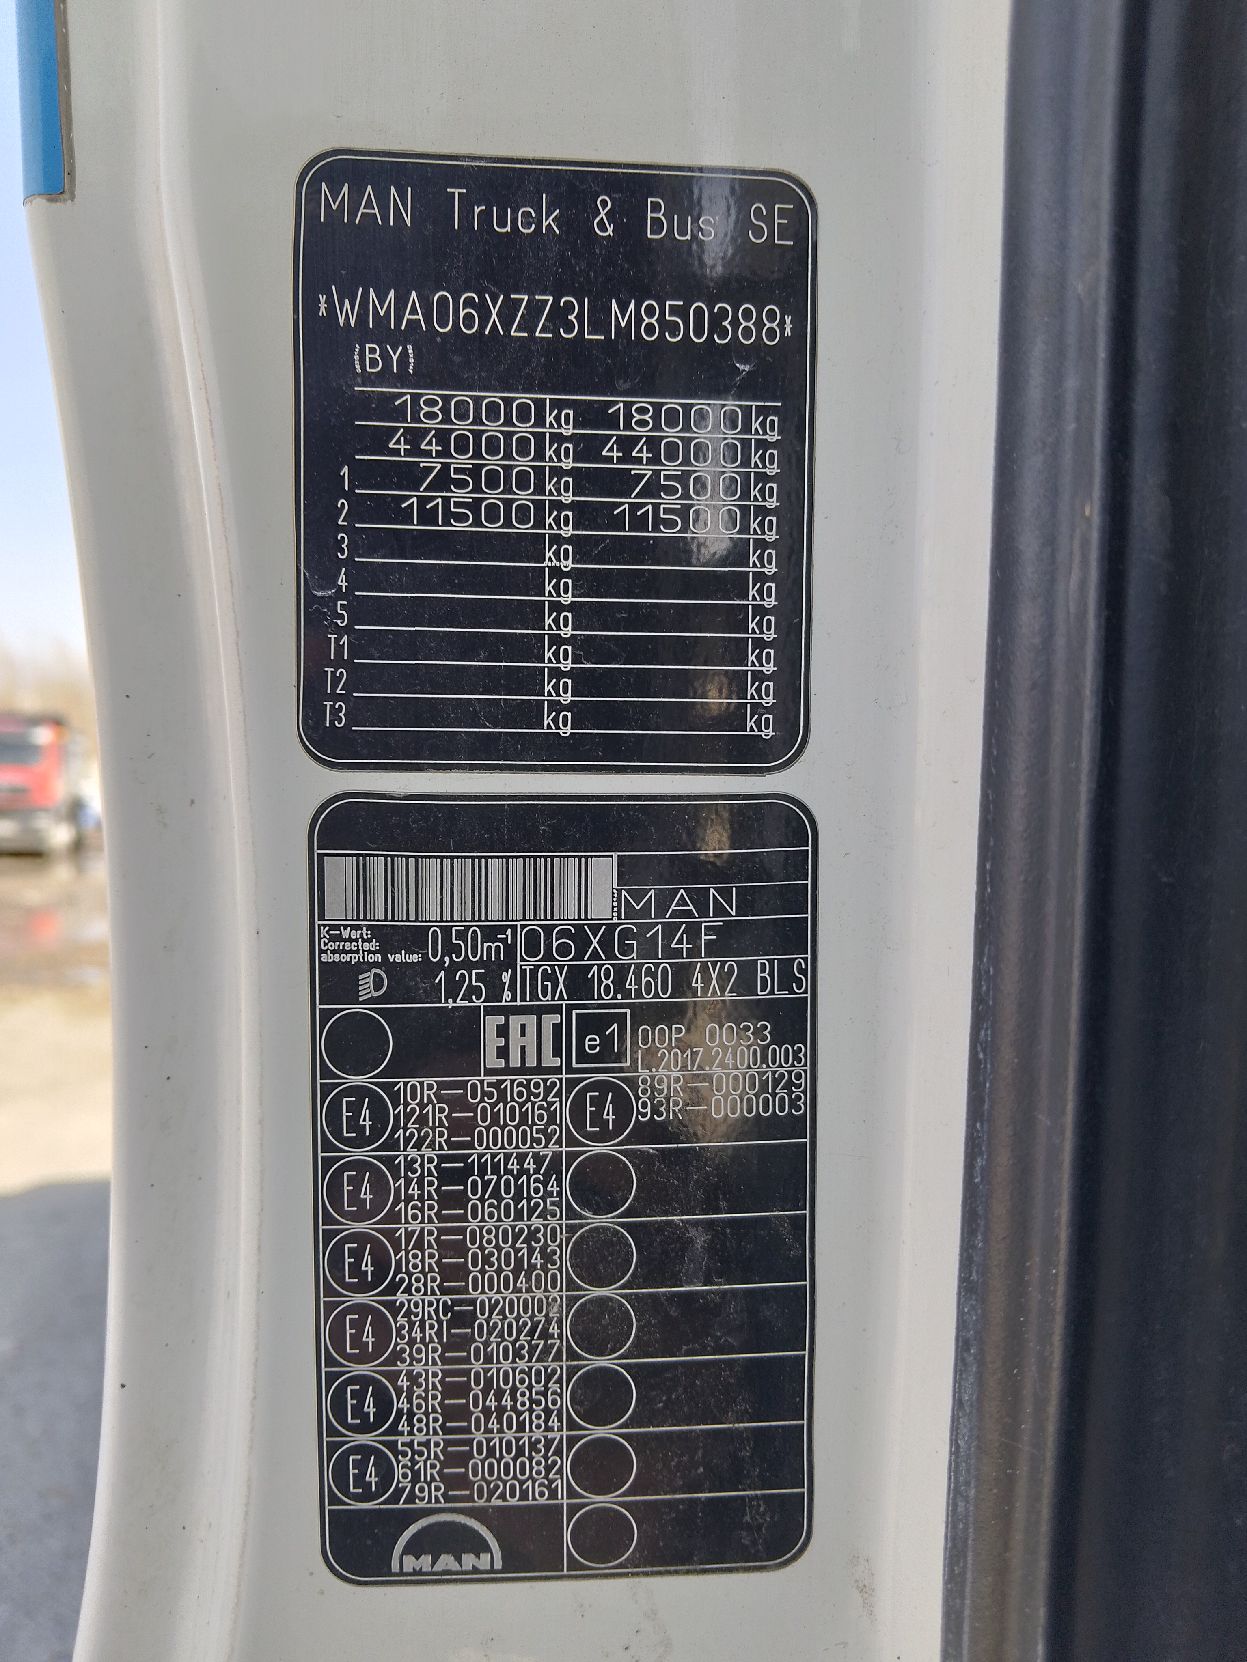 MAN Truck & Bus SE
*WMA06XZZ3LM850388*
BY
18000 kg 18000 kg
44000 kg 44000 kg
1 7500 kg 7500 kg
2 11500 kg 11500 kg
3 kg kg
4 kg kg
5 kg kg
T1 kg kg
T2 kg kg
T3 kg kg
MAN
K-Wert:
Corrected:
absorption value: 0,50m⁻¹ 06XG14F
1,25 % TGX 18.460 4X2 BLS
EAC e1 00P 0033
L.2017.2400.003
E4 10R-051692
121R-010161
122R-000052
E4 89R-000129
93R-000003
E4 13R-111447
14R-070164
16R-060125
E4 17R-080230
18R-030143
28R-000400
E4 29RC-020002
34RI-020274
39R-010377
E4 43R-010602
46R-044856
48R-040184
E4 55R-010137
61R-000082
79R-020161
MAN